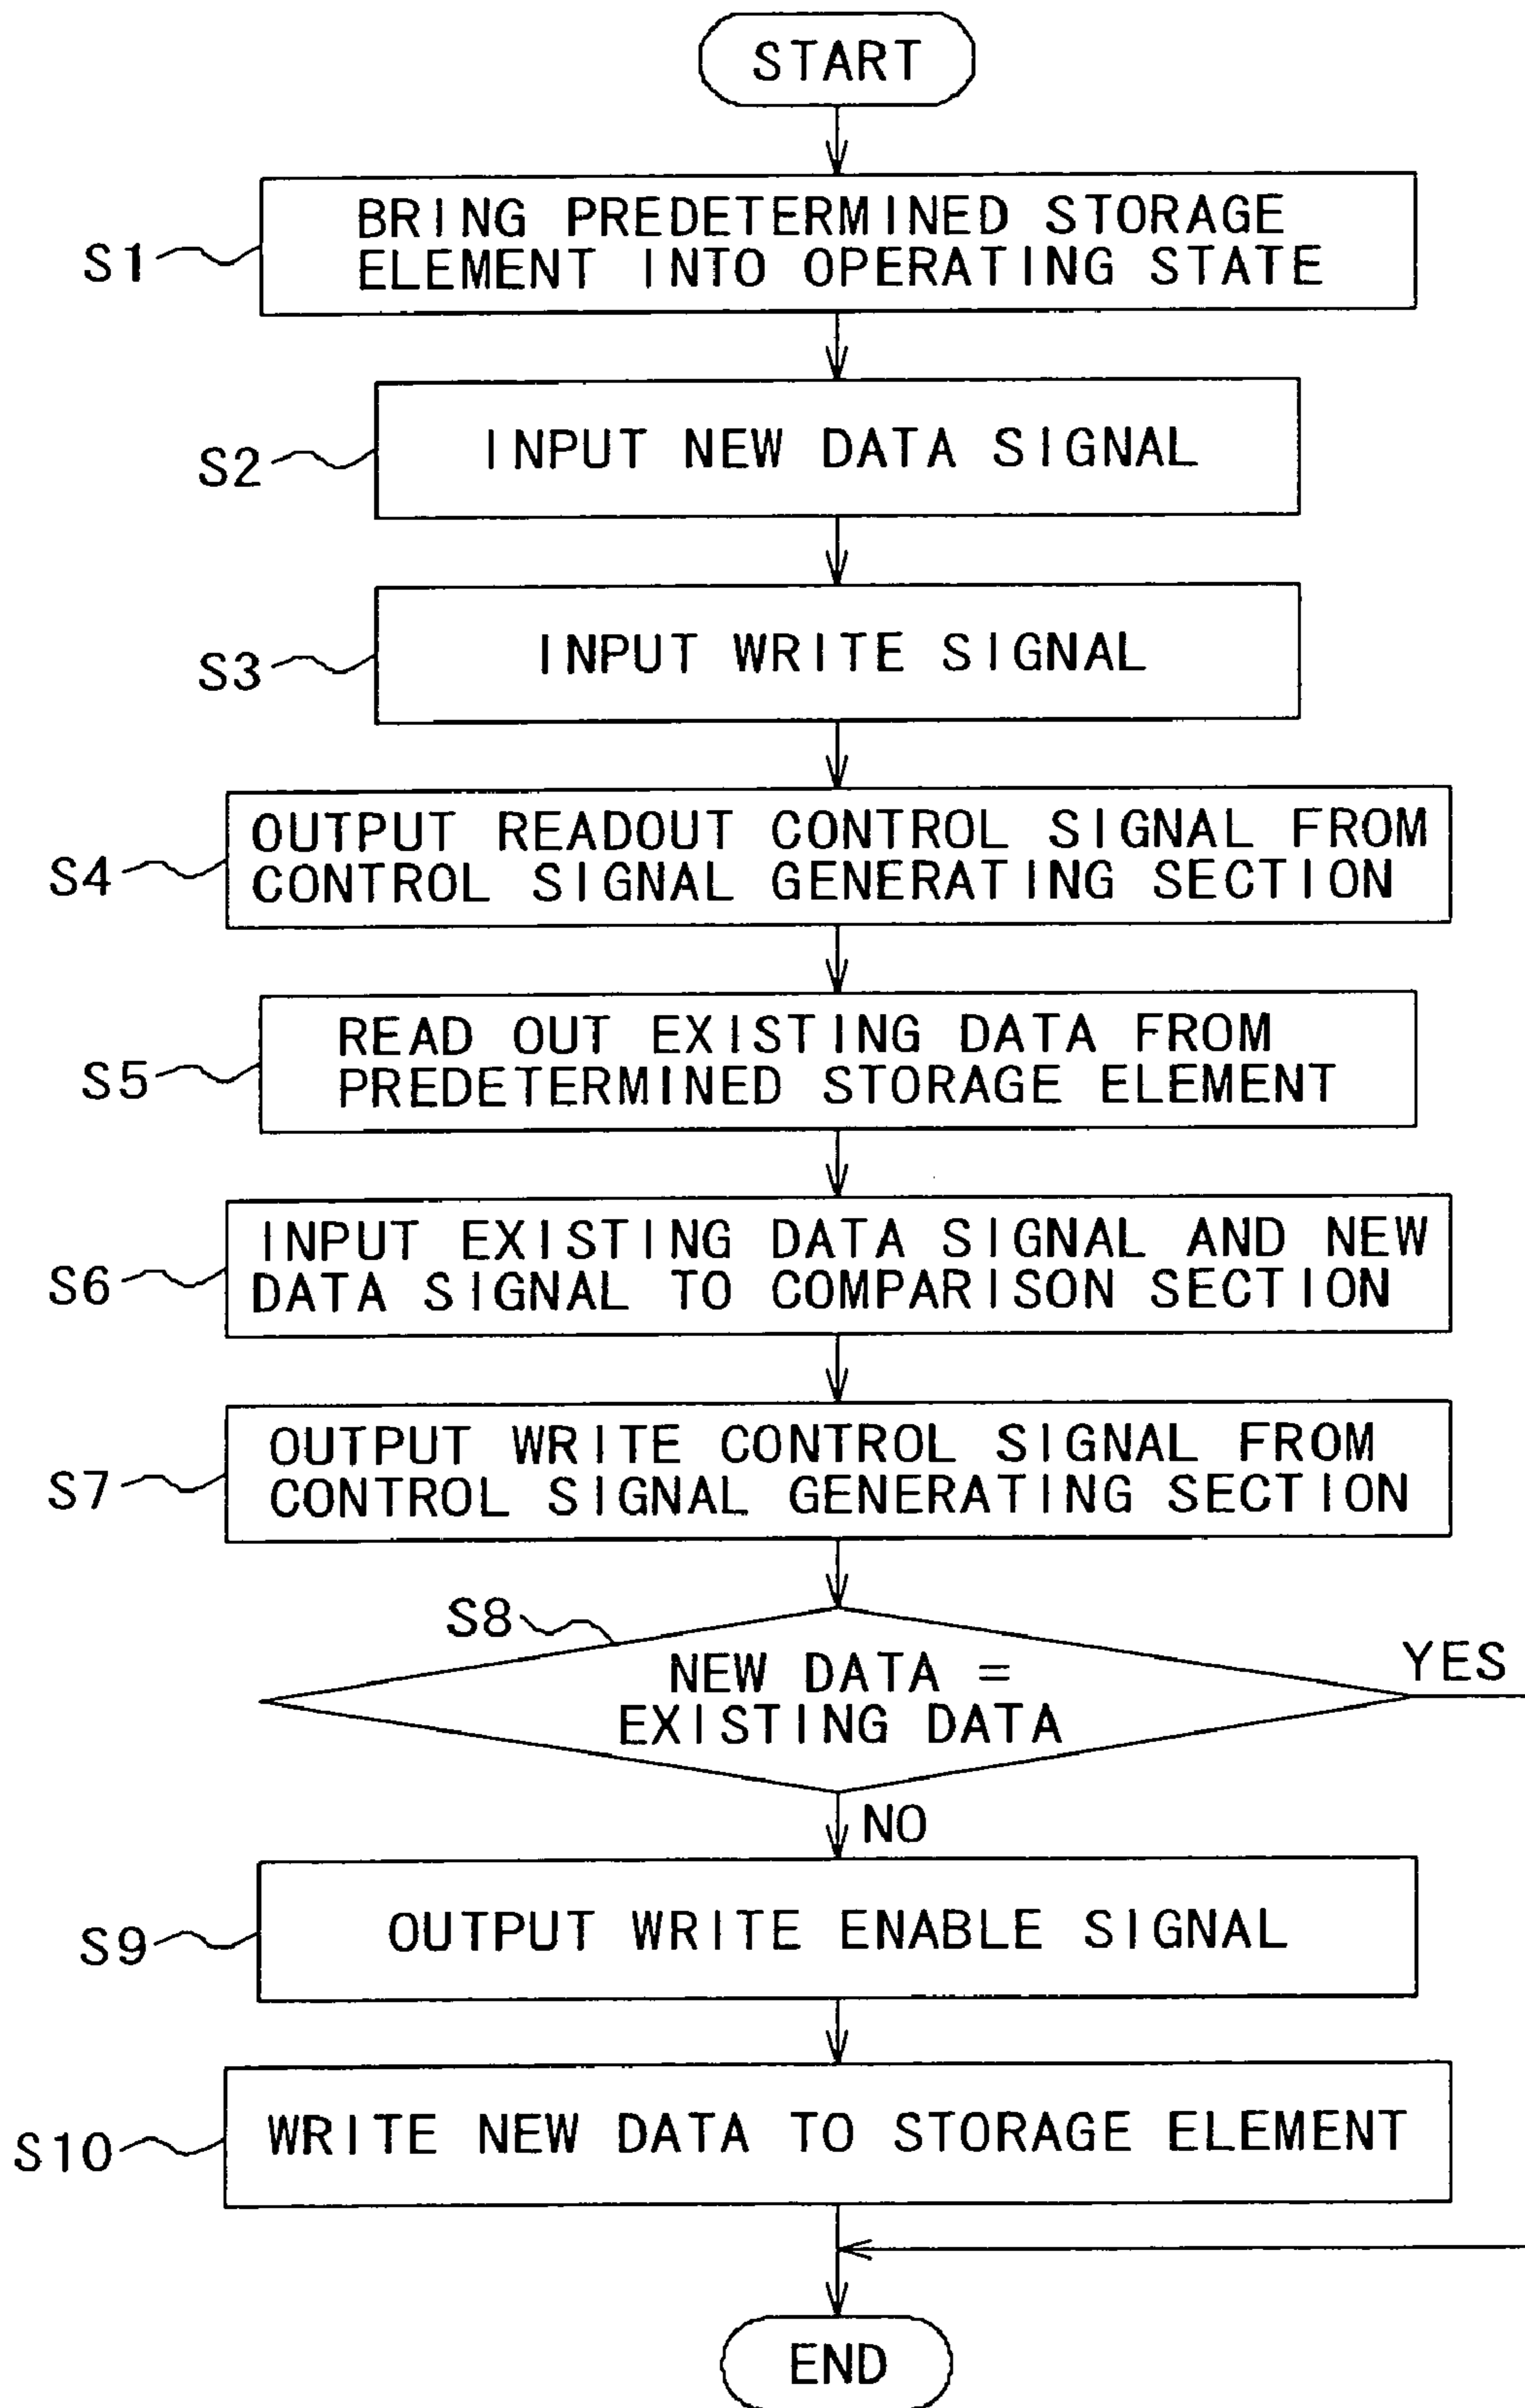 START
S1
BRING PREDETERMINED STORAGE
ELEMENT INTO OPERATING STATE
S2
INPUT NEW DATA SIGNAL
S3
INPUT WRITE SIGNAL
S4
OUTPUT READOUT CONTROL SIGNAL FROM
CONTROL SIGNAL GENERATING SECTION
S5
READ OUT EXISTING DATA FROM
PREDETERMINED STORAGE ELEMENT
S6
INPUT EXISTING DATA SIGNAL AND NEW
DATA SIGNAL TO COMPARISON SECTION
S7
OUTPUT WRITE CONTROL SIGNAL FROM
CONTROL SIGNAL GENERATING SECTION
S8
NEW DATA =
EXISTING DATA
YES
NO
S9
OUTPUT WRITE ENABLE SIGNAL
S10
WRITE NEW DATA TO STORAGE ELEMENT
END